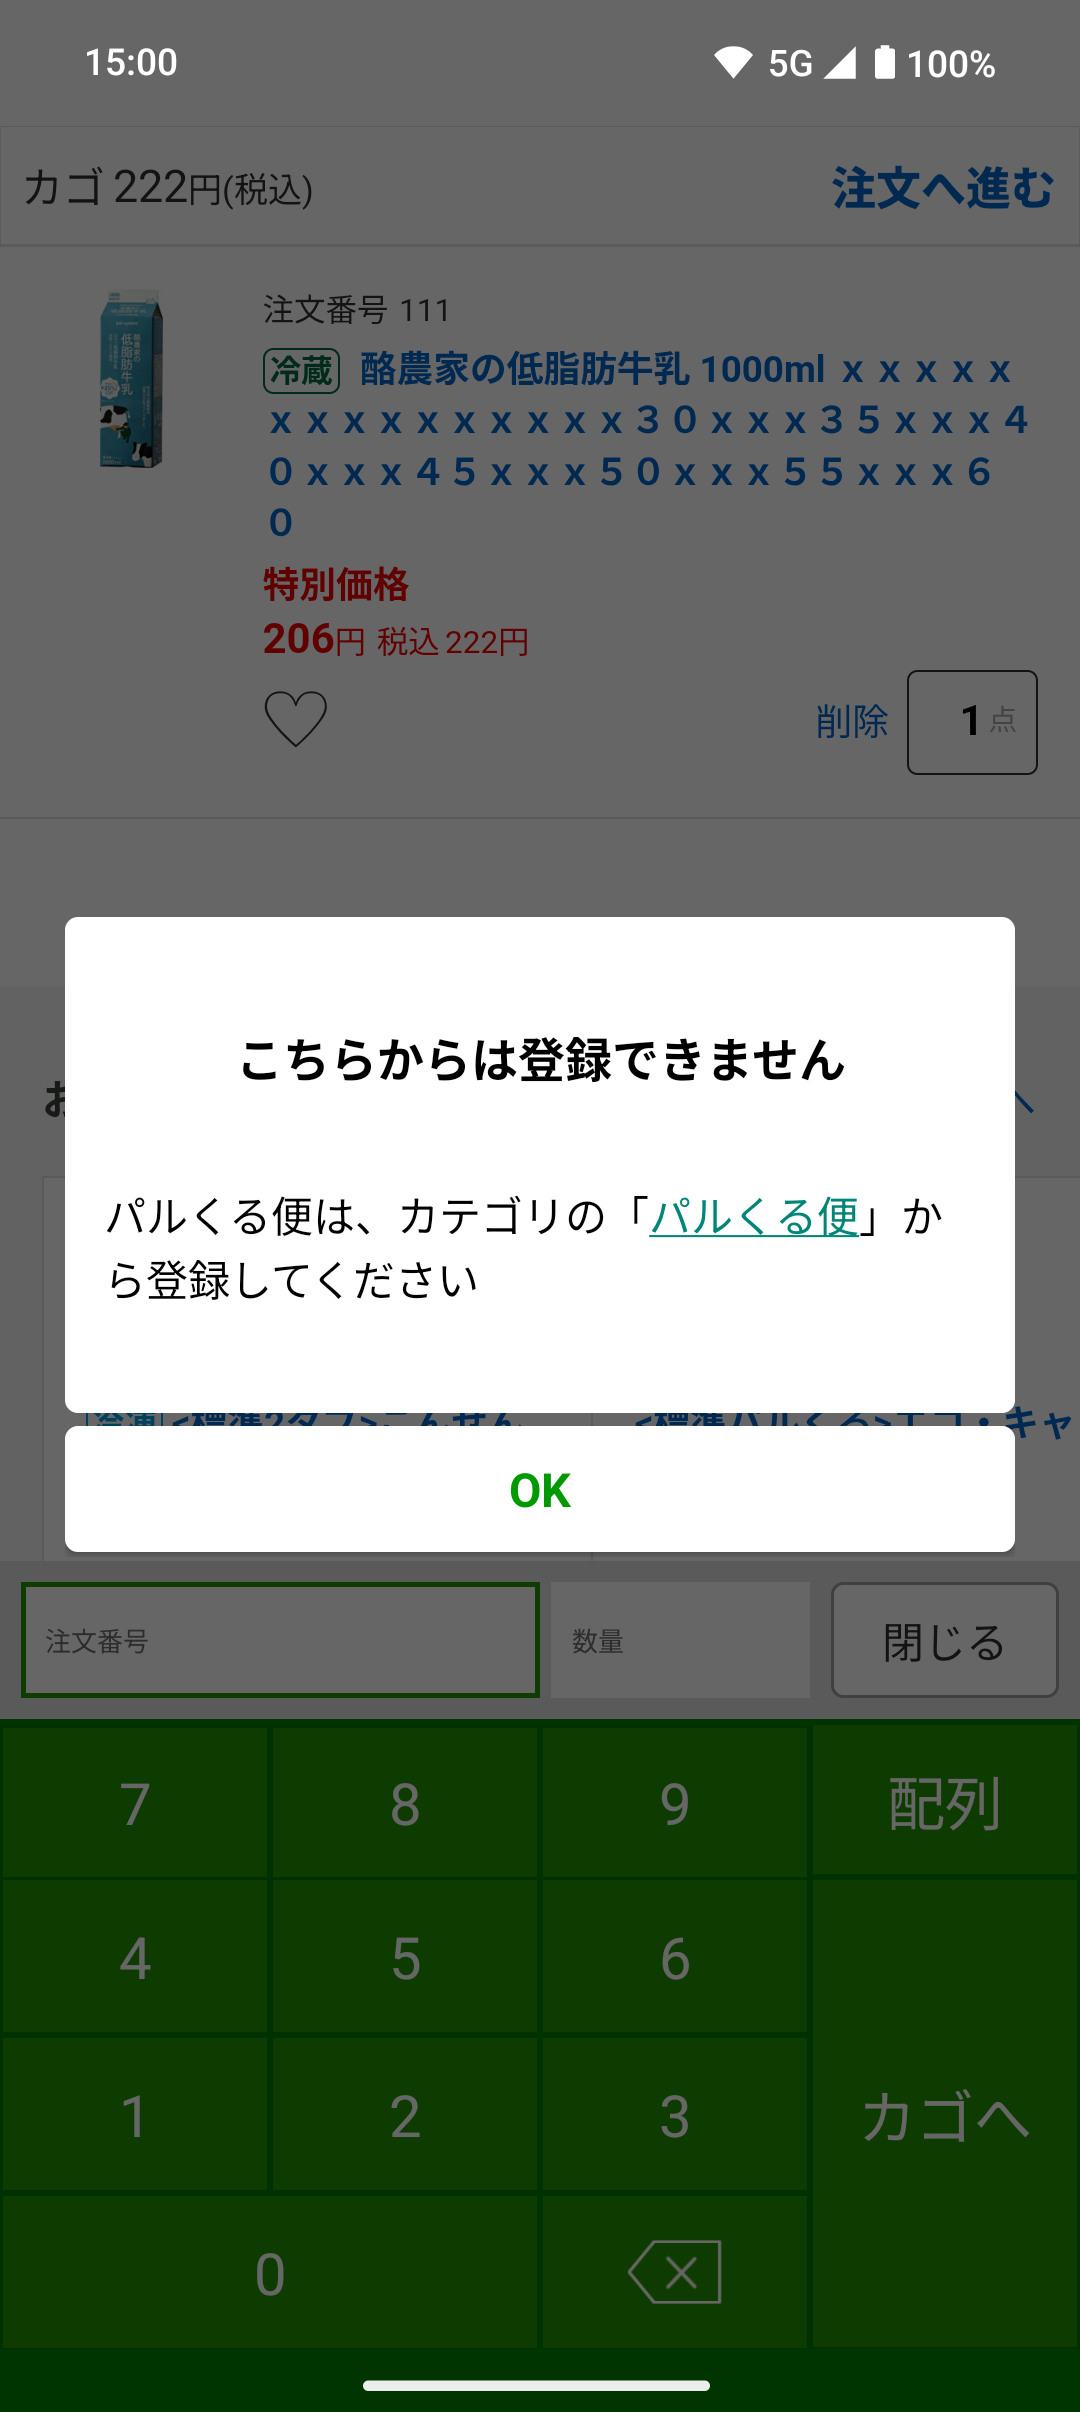 15:00 5G 100%
カゴ 222円(税込) 注文へ進む
注文番号 111
冷蔵 酪農家の低脂肪牛乳 1000ml ｘｘｘｘｘ
ｘｘｘｘｘｘｘｘｘｘ３０ｘｘｘ３５ｘｘｘ４
０ｘｘｘ４５ｘｘｘ５０ｘｘｘ５５ｘｘｘ６
０
特別価格
206円 税込 222円
削除 1 点
こちらからは登録できません
お
パルくる便は、カテゴリの「パルくる便」か
ら登録してください
OK
注文番号 数量 閉じる
7 8 9 配列
4 5 6
1 2 3 カゴへ
0